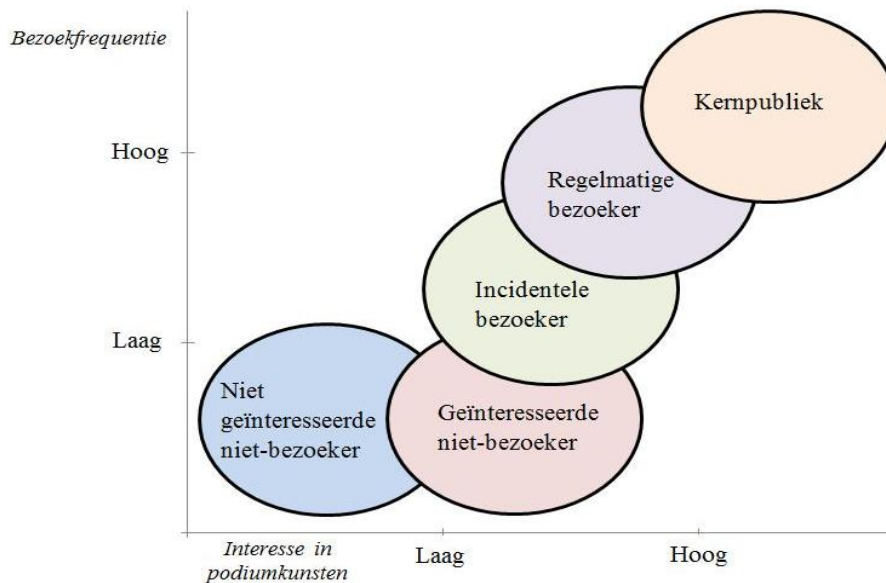 Bezoekfrequentie
Kernpubliek
Hoog
Regelmatige
bezoeker
Incidentele
bezoeker
Laag
Niet
geïnteresseerde
niet-bezoeker
Geïnteresseerde
niet-bezoeker
Interesse in
podiumkunsten
Laag
Hoog